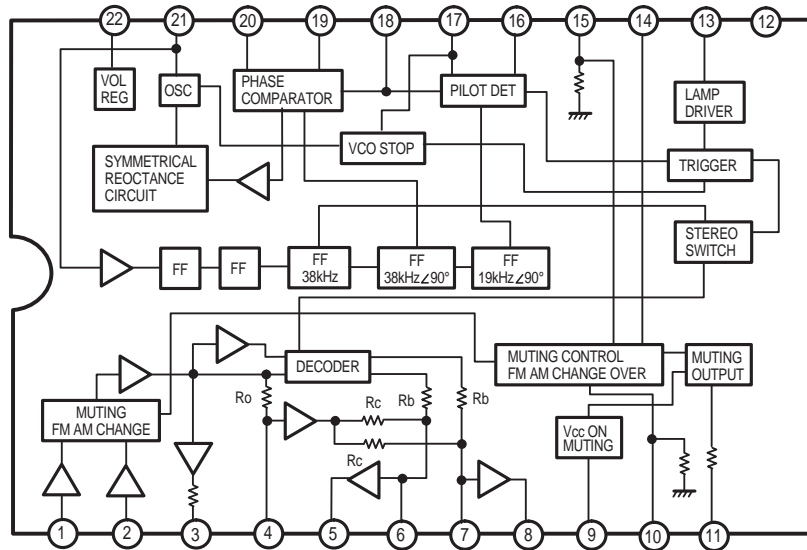 22 21 20 19 18 17 16 15 14 13 12
VOL
REG
OSC
PHASE
COMPARATOR
PILOT DET
LAMP
DRIVER
VCO STOP
SYMMETRICAL
REOCTANCE
CIRCUIT
TRIGGER
STEREO
SWITCH
FF
FF
FF
38kHz
FF
38kHz∠90°
FF
19kHz∠90°
DECODER
MUTING CONTROL
FM AM CHANGE OVER
MUTING
OUTPUT
Ro
Rc
Rb
Rb
MUTING
FM AM CHANGE
Vcc ON
MUTING
Rc
1 2 3 4 5 6 7 8 9 10 11